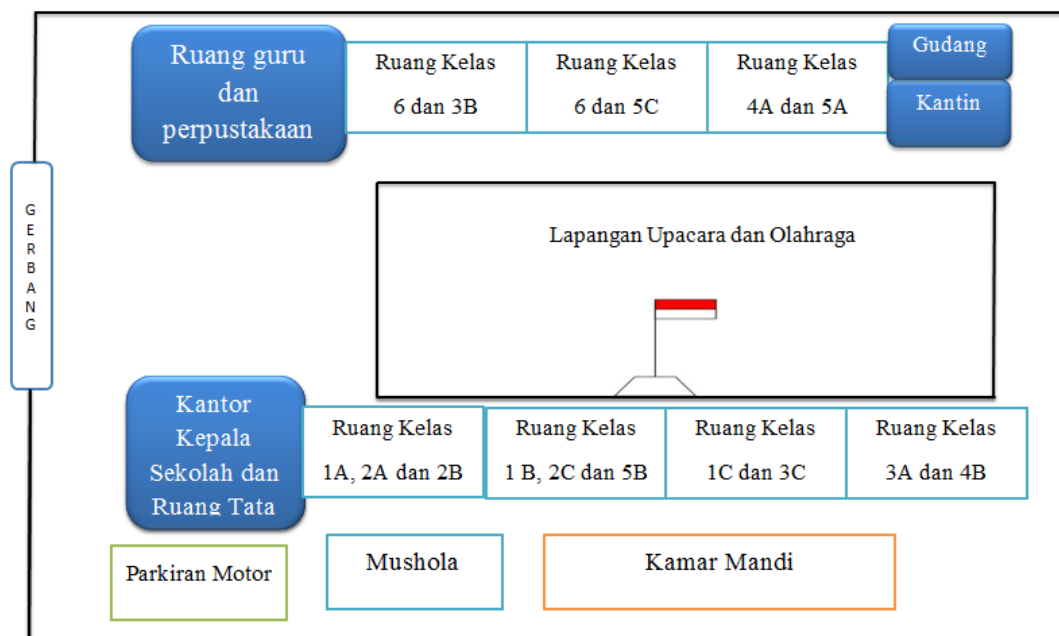 Ruang guru
dan
perpustakaan
Ruang Kelas
6 dan 3B
Ruang Kelas
6 dan 5C
Ruang Kelas
4A dan 5A
Gudang
Kantin
GERBANG
Lapangan Upacara dan Olahraga
Kantor
Kepala
Sekolah dan
Ruang Tata
Ruang Kelas
1A, 2A dan 2B
Ruang Kelas
1 B, 2C dan 5B
Ruang Kelas
1C dan 3C
Ruang Kelas
3A dan 4B
Parkiran Motor
Mushola
Kamar Mandi